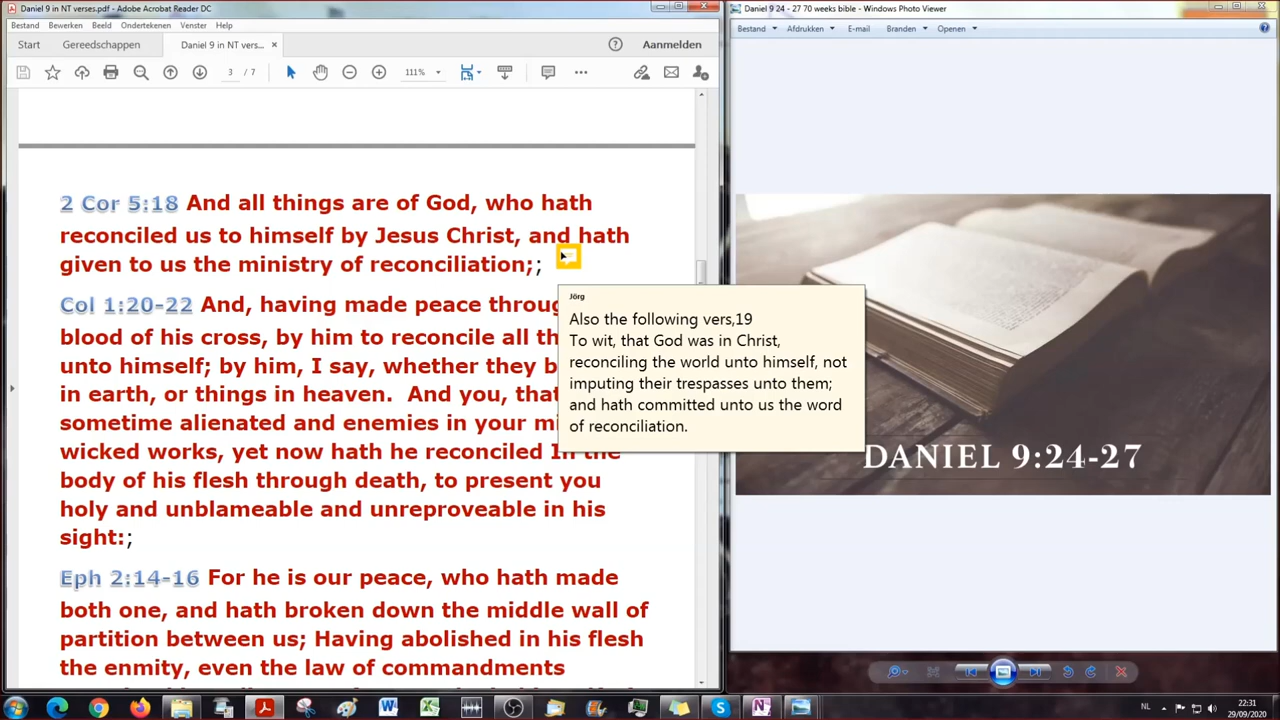 Daniel 9 in NT verses.pdf - Adobe Acrobat Reader DC
Bestand Bewerken Beeld Ondertekenen Venster Help
Start Gereedschappen Daniel 9 in NT vers... × Aanmelden
3 / 7 111%
2 Cor 5:18 And all things are of God, who hath
reconciled us to himself by Jesus Christ, and hath
given to us the ministry of reconciliation;;
Col 1:20-22 And, having made peace throug
blood of his cross, by him to reconcile all th
unto himself; by him, I say, whether they b
in earth, or things in heaven. And you, that
sometime alienated and enemies in your mi
wicked works, yet now hath he reconciled In the
body of his flesh through death, to present you
holy and unblameable and unreproveable in his
sight:;
Eph 2:14-16 For he is our peace, who hath made
both one, and hath broken down the middle wall of
partition between us; Having abolished in his flesh
the enmity, even the law of commandments
Jörg
Also the following vers,19
To wit, that God was in Christ,
reconciling the world unto himself, not
imputing their trespasses unto them;
and hath committed unto us the word
of reconciliation.
Daniel 9 24 - 27 70 weeks bible - Windows Photo Viewer
Bestand Afdrukken E-mail Branden Openen
DANIEL 9:24-27
NL 22:31
29/09/2020